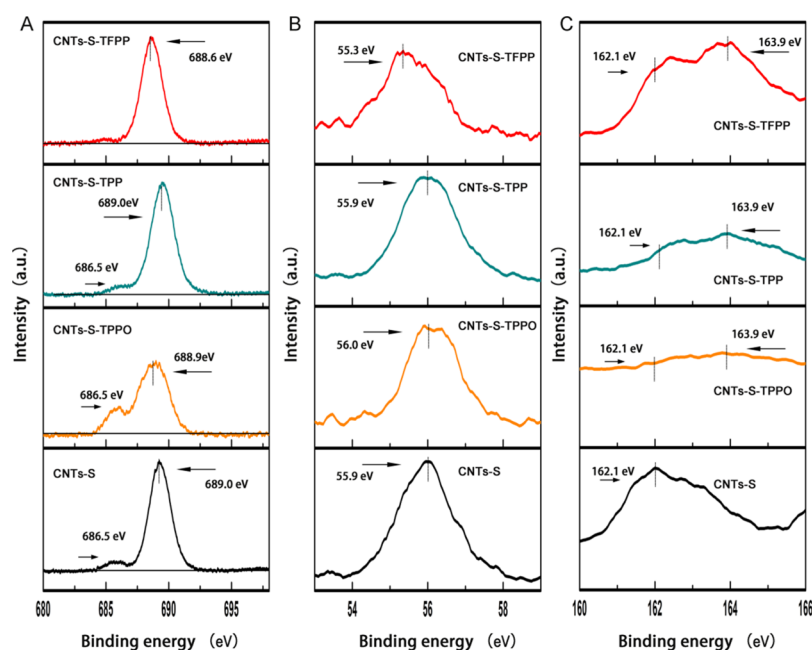 A
CNTs-S-TFPP
688.6 eV
CNTs-S-TPP
689.0eV
686.5 eV
CNTs-S-TPPO
688.9eV
686.5 eV
CNTs-S
689.0 eV
686.5 eV
680 685 690 695
Binding energy (eV)
Intensity (a.u.)
B
55.3 eV
CNTs-S-TFPP
CNTs-S-TPP
55.9 eV
CNTs-S-TPPO
56.0 eV
55.9 eV
CNTs-S
54 56 58
Binding energy (eV)
Intensity (a.u.)
C
163.9 eV
162.1 eV
CNTs-S-TFPP
163.9 eV
162.1 eV
CNTs-S-TPP
163.9 eV
162.1 eV
CNTs-S-TPPO
162.1 eV
CNTs-S
160 162 164 166
Binding energy (eV)
Intensity (a.u.)